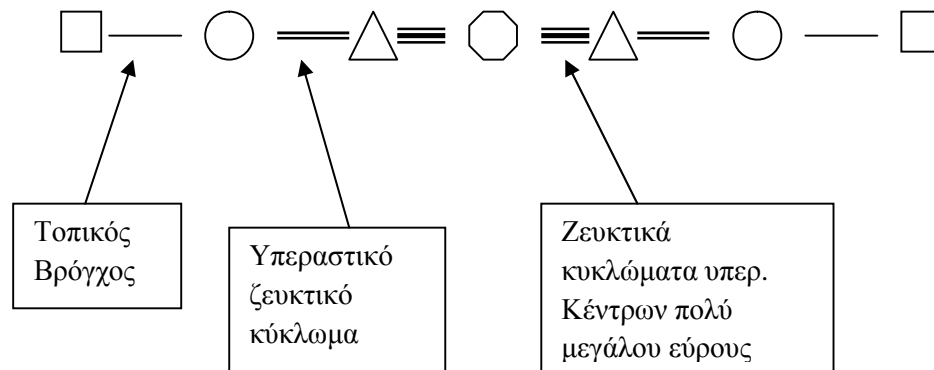 Τοπικός
Βρόγχος
Υπεραστικό
ζευκτικό
κύκλωμα
Ζευκτικά
κυκλώματα υπερ.
Κέντρων πολύ
μεγάλου εύρους